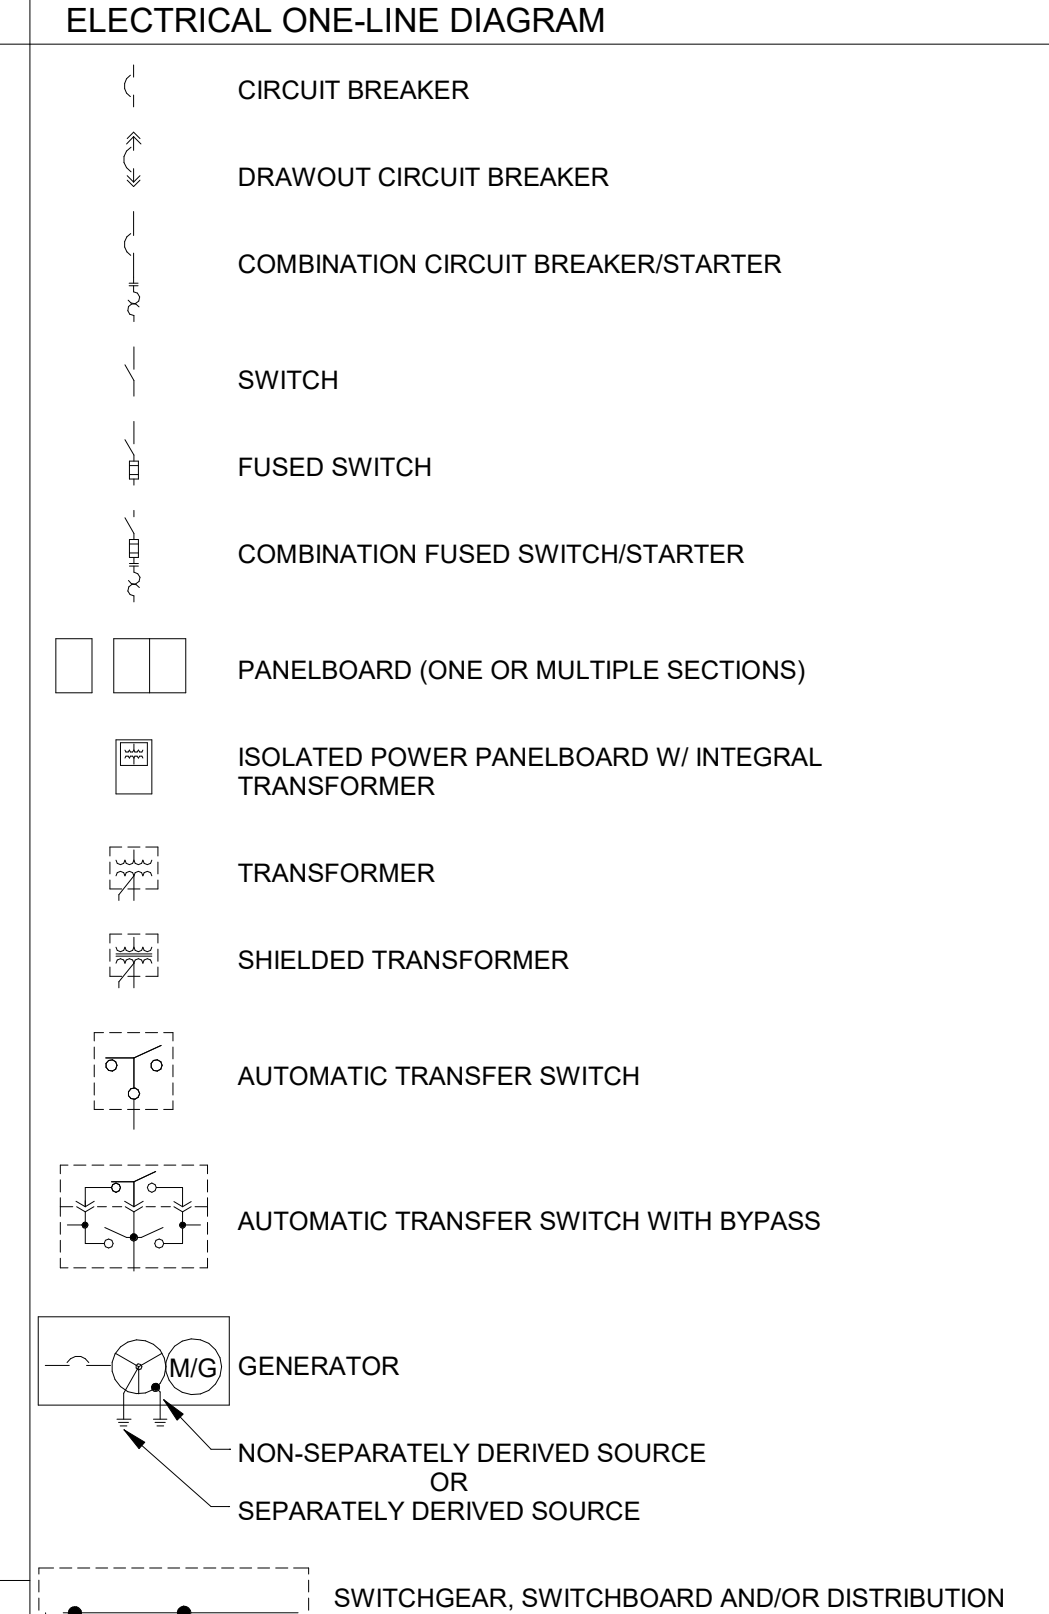 ELECTRICAL ONE-LINE DIAGRAM
CIRCUIT BREAKER
DRAWOUT CIRCUIT BREAKER
COMBINATION CIRCUIT BREAKER/STARTER
SWITCH
FUSED SWITCH
COMBINATION FUSED SWITCH/STARTER
PANELBOARD (ONE OR MULTIPLE SECTIONS)
ISOLATED POWER PANELBOARD W/ INTEGRAL
TRANSFORMER
TRANSFORMER
SHIELDED TRANSFORMER
AUTOMATIC TRANSFER SWITCH
AUTOMATIC TRANSFER SWITCH WITH BYPASS
M/G GENERATOR
NON-SEPARATELY DERIVED SOURCE
OR
SEPARATELY DERIVED SOURCE
SWITCHGEAR, SWITCHBOARD AND/OR DISTRIBUTION